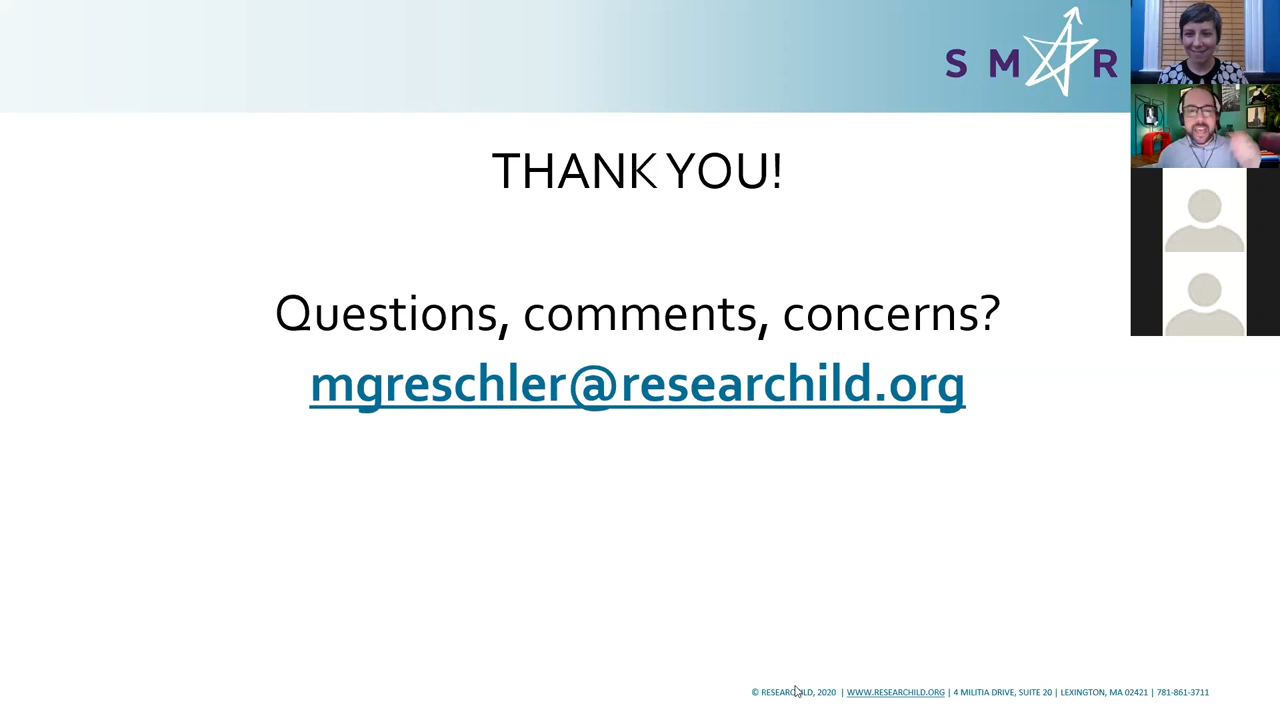 S M R
THANK YOU!
Questions, comments, concerns?
mgreschler@researchild.org
© RESEARCHILD, 2020 | WWW.RESEARCHILD.ORG | 4 MILITIA DRIVE, SUITE 20 | LEXINGTON, MA 02421 | 781-861-3711